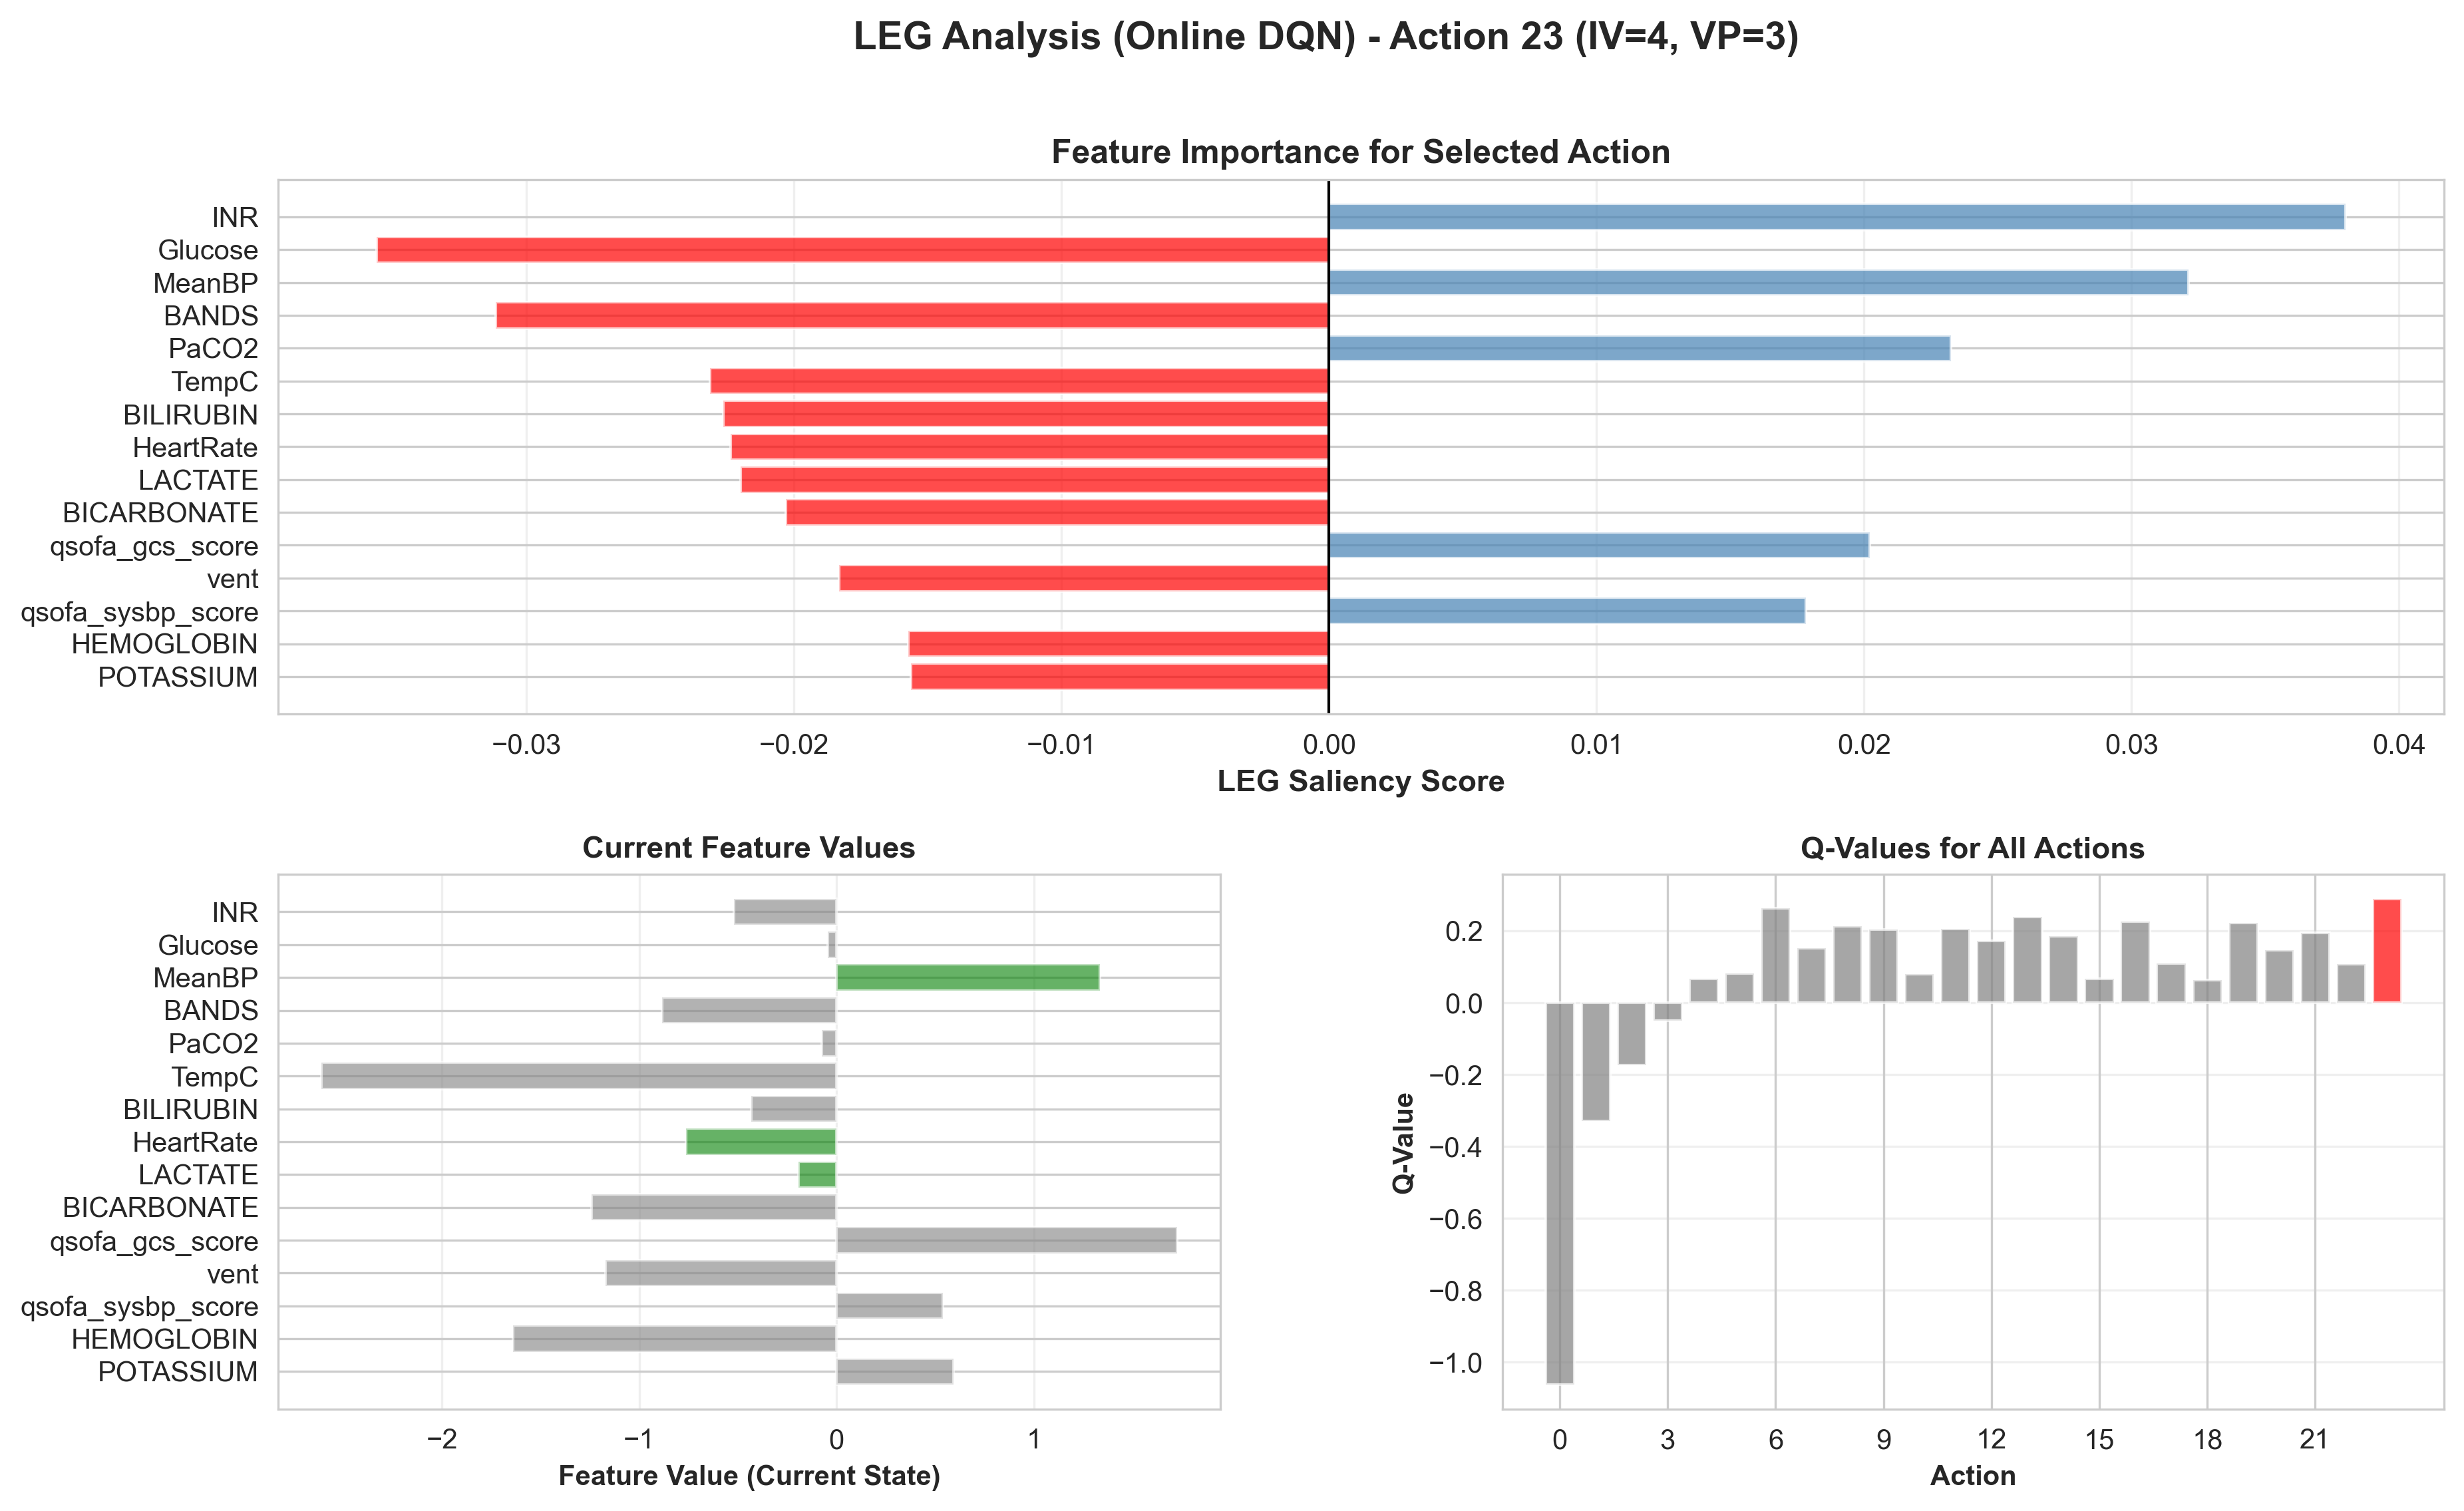 LEG Analysis (Online DQN) - Action 23 (IV=4, VP=3)
Feature Importance for Selected Action
INR
Glucose
MeanBP
BANDS
PaCO2
TempC
BILIRUBIN
HeartRate
LACTATE
BICARBONATE
qsofa_gcs_score
vent
qsofa_sysbp_score
HEMOGLOBIN
POTASSIUM
−0.03 −0.02 −0.01 0.00 0.01 0.02 0.03 0.04
LEG Saliency Score
Current Feature Values
INR
Glucose
MeanBP
BANDS
PaCO2
TempC
BILIRUBIN
HeartRate
LACTATE
BICARBONATE
qsofa_gcs_score
vent
qsofa_sysbp_score
HEMOGLOBIN
POTASSIUM
−2 −1 0 1
Feature Value (Current State)
Q-Values for All Actions
Q-Value
0.2
0.0
−0.2
−0.4
−0.6
−0.8
−1.0
0 3 6 9 12 15 18 21
Action